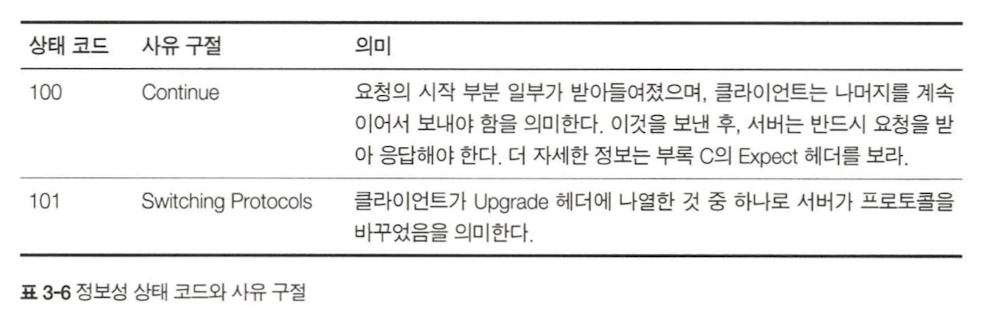 상태 코드 사유 구절 의미
100 Continue 요청의 시작 부분 일부가 받아들여졌으며, 클라이언트는 나머지를 계속
이어서 보내야 함을 의미한다. 이것을 보낸 후, 서버는 반드시 요청을 받
아 응답해야 한다. 더 자세한 정보는 부록 C의 Expect 헤더를 보라.
101 Switching Protocols 클라이언트가 Upgrade 헤더에 나열한 것 중 하나로 서버가 프로토콜을
바꾸었음을 의미한다.
표 3-6 정보성 상태 코드와 사유 구절